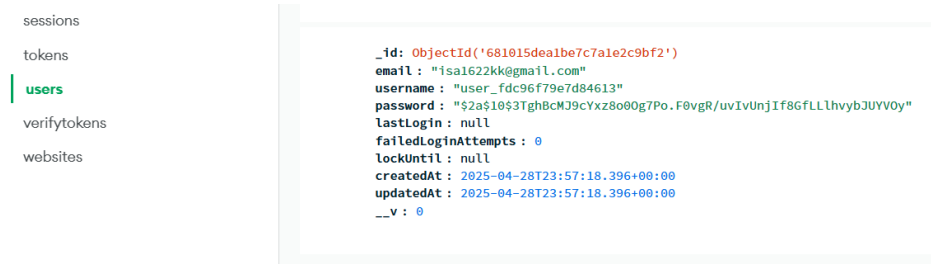 sessions
tokens
users
verifytokens
websites
_id: ObjectId('681015dea1be7c7a1e2c9bf2')
email : "isa1622kk@gmail.com"
username : "user_fdc96f79e7d84613"
password : "$2a$10$3TghBcMJ9cYxz8o0Og7Po.F0vgR/uvIvUnjIf8GfLLlhvybJUYVOy"
lastLogin : null
failedLoginAttempts : 0
lockUntil : null
createdAt : 2025-04-28T23:57:18.396+00:00
updatedAt : 2025-04-28T23:57:18.396+00:00
__v : 0